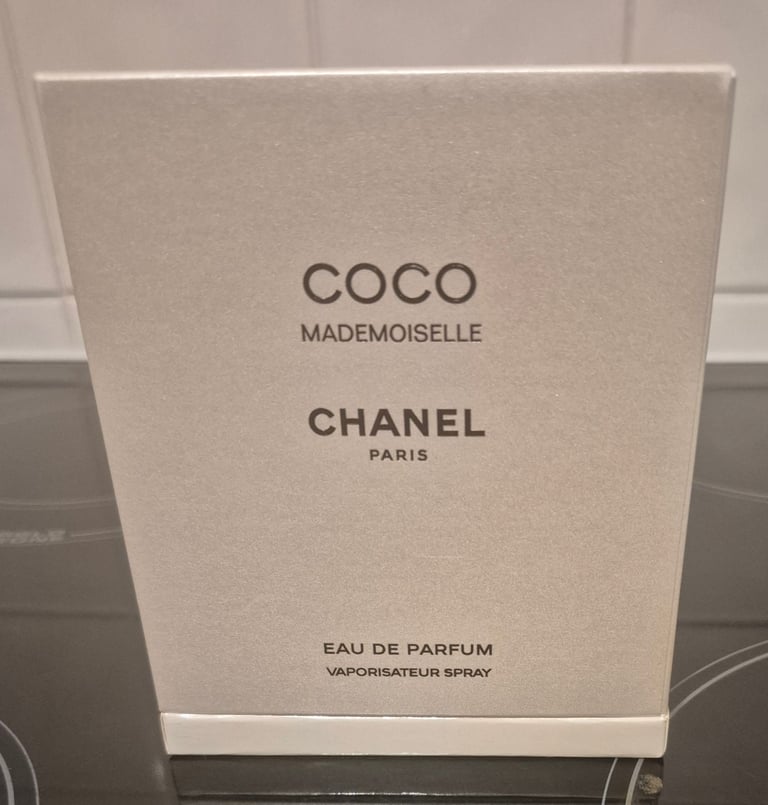 COCO
MADEMOISELLE
CHANEL
PARIS
EAU DE PARFUM
VAPORISATEUR SPRAY